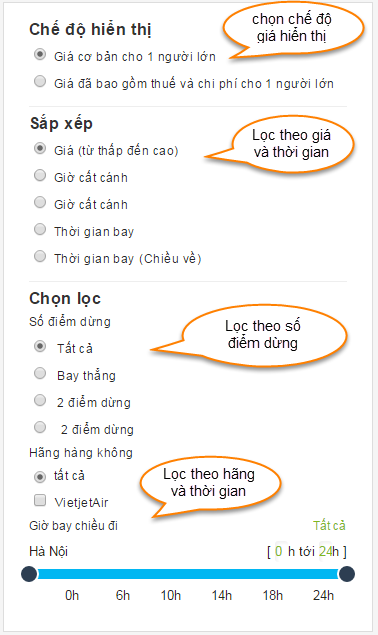 Chế độ hiển thị
chọn chế độ
giá hiển thị
Giá cơ bản cho 1 người lớn
Giá đã bao gồm thuế và chi phí cho 1 người lớn
Sắp xếp
Lọc theo giá
và thời gian
Giá (từ thấp đến cao)
Giờ cất cánh
Giờ cất cánh
Thời gian bay
Thời gian bay (Chiều về)
Chọn lọc
Số điểm dừng
Lọc theo số
điểm dừng
Tất cả
Bay thẳng
2 điểm dừng
2 điểm dừng
Hãng hàng không
tất cả
Lọc theo hãng
và thời gian
VietjetAir
Giờ bay chiều đi Tất cả
Hà Nội [ 0 h tới 24h ]
0h 6h 10h 14h 18h 24h